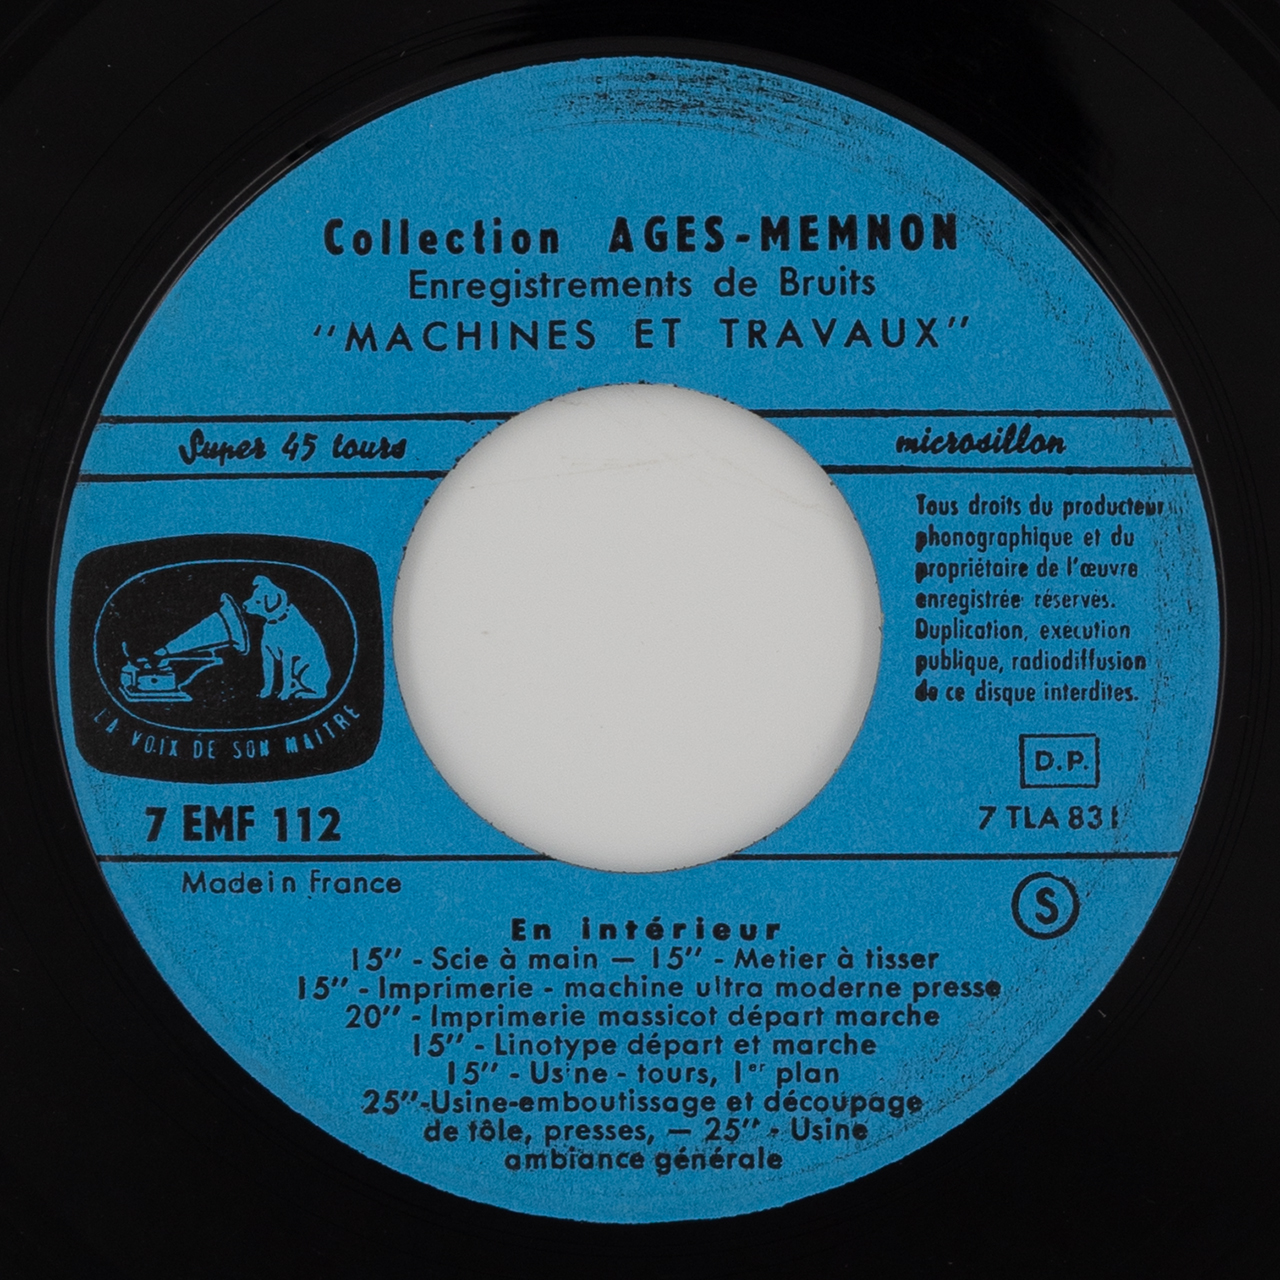 Collection AGES-MEMNON
Enregistrements de Bruits
"MACHINES ET TRAVAUX"
Super 45 tours
microsillon
Tous droits du producteur
phonographique et du
propriétaire de l'œuvre
enregistrée réservés.
Duplication, execution
publique, radiodiffusion
de ce disque interdites.
LA VOIX DE SON MAITRE
D.P.
7 EMF 112
7 TLA 831
Made in France
S
En intérieur
15" - Scie à main — 15" - Metier à tisser
15" - Imprimerie - machine ultra moderne presse
20" - Imprimerie massicot départ marche
15" - Linotype départ et marche
15" - Usine - tours, 1er plan
25"-Usine-emboutissage et découpage
de tôle, presses, — 25" - Usine
ambiance générale